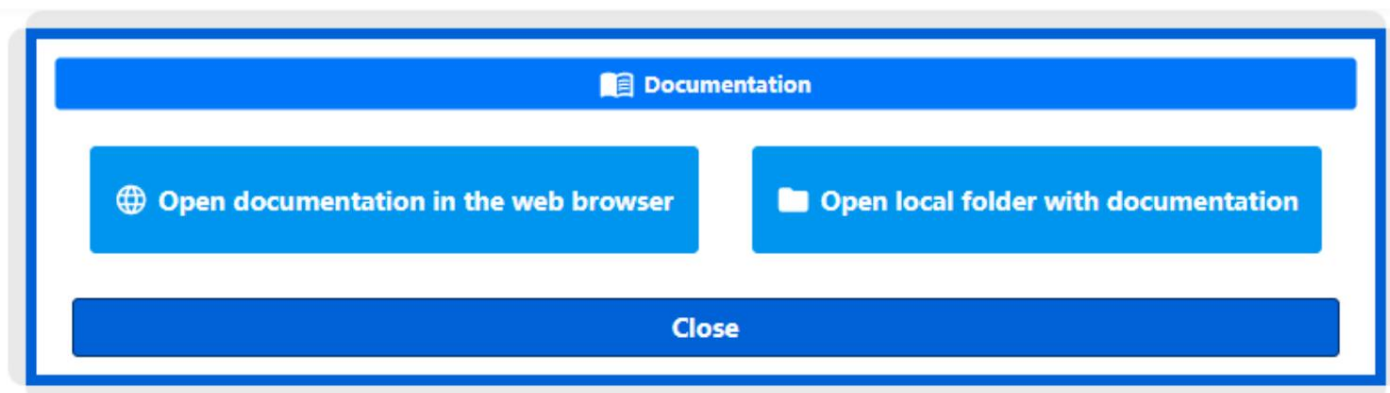 Documentation
Open documentation in the web browser
Open local folder with documentation
Close